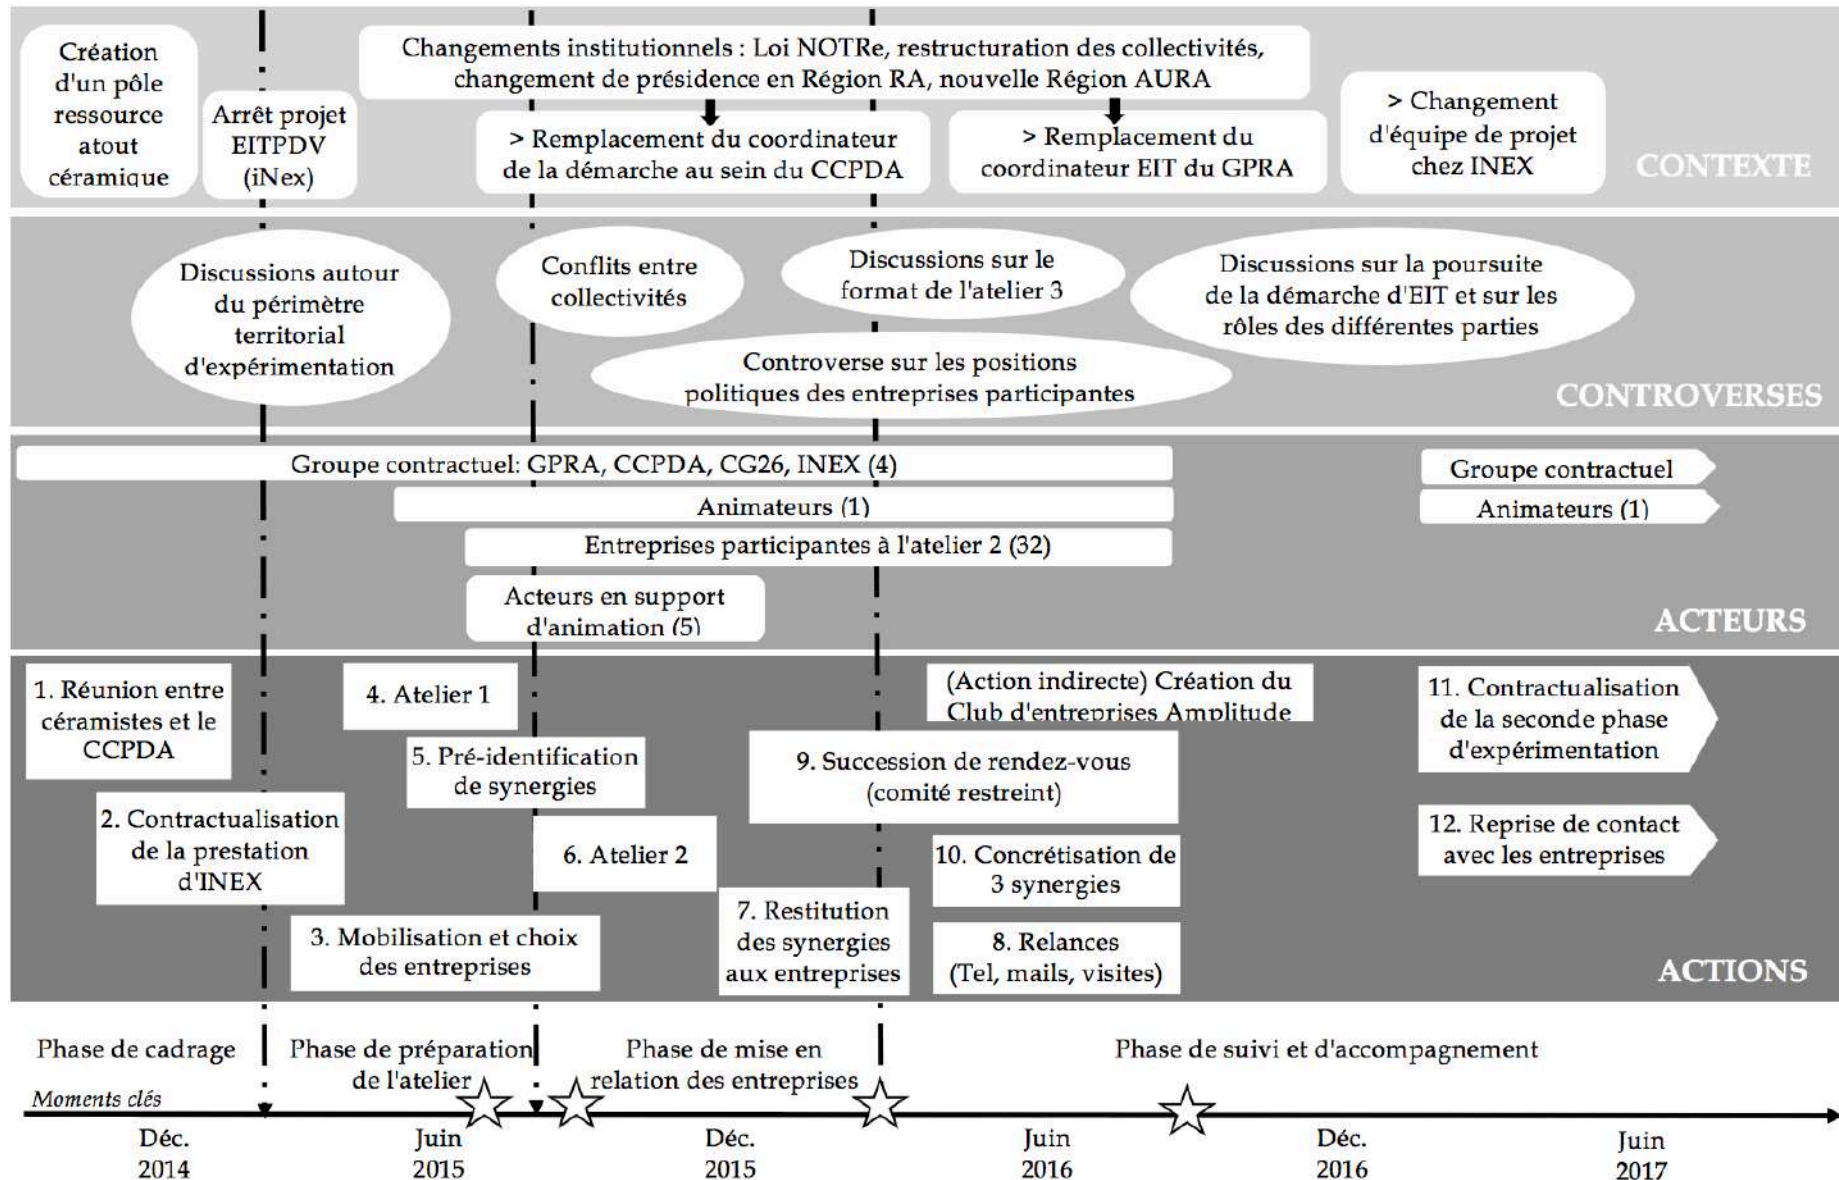 Création
d'un pôle
ressource
atout
céramique
Arrêt projet
EITPDV
(iNex)
Changements institutionnels : Loi NOTRe, restructuration des collectivités,
changement de présidence en Région RA, nouvelle Région AURA
> Remplacement du coordinateur
de la démarche au sein du CCPDA
> Remplacement du
coordinateur EIT du GPRA
> Changement
d'équipe de projet
chez INEX
CONTEXTE
Discussions autour
du périmètre
territorial
d'expérimentation
Conflits entre
collectivités
Discussions sur le
format de l'atelier 3
Discussions sur la poursuite
de la démarche d'EIT et sur les
rôles des différentes parties
Controverse sur les positions
politiques des entreprises participantes
CONTROVERSES
Groupe contractuel: GPRA, CCPDA, CG26, INEX (4)
Groupe contractuel
Animateurs (1)
Animateurs (1)
Entreprises participantes à l'atelier 2 (32)
Acteurs en support
d'animation (5)
ACTEURS
1. Réunion entre
céramistes et le
CCPDA
2. Contractualisation
de la prestation
d'INEX
3. Mobilisation et choix
des entreprises
4. Atelier 1
5. Pré-identification
de synergies
6. Atelier 2
7. Restitution
des synergies
aux entreprises
(Action indirecte) Création du
Club d'entreprises Amplitude
9. Succession de rendez-vous
(comité restreint)
10. Concrétisation de
3 synergies
8. Relances
(Tel, mails, visites)
11. Contractualisation
de la seconde phase
d'expérimentation
12. Reprise de contact
avec les entreprises
ACTIONS
Phase de cadrage
Phase de préparation
de l'atelier
Phase de mise en
relation des entreprises
Phase de suivi et d'accompagnement
Moments clés
Déc.
2014
Juin
2015
Déc.
2015
Juin
2016
Déc.
2016
Juin
2017